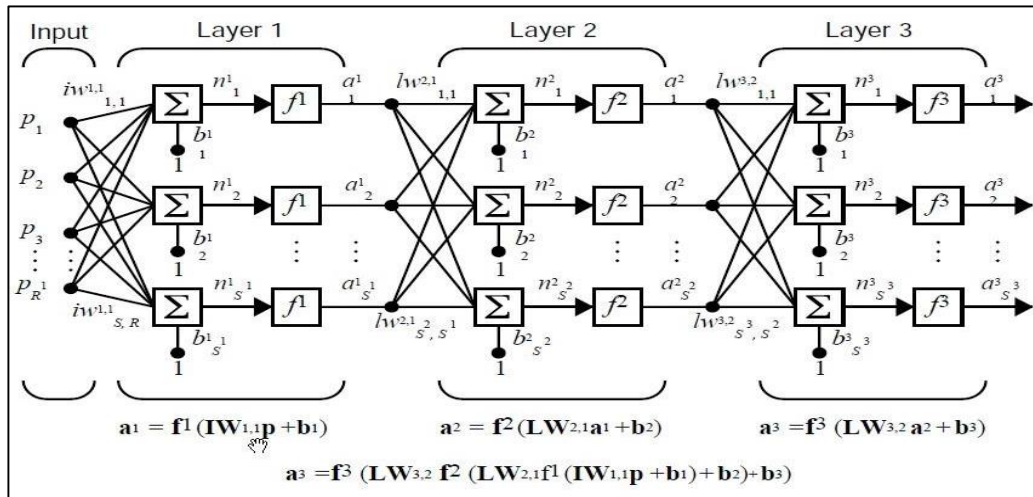 Input Layer 1 Layer 2 Layer 3
iw1,1 1, 1 n1 1 a1 1 lw2,1 1,1 n2 1 a2 1 lw3,2 1,1 n3 1 a3 1
Σ f1 Σ f2 Σ f3
p1 b1 1 b2 1 b3 1
1 1 1
p2 n1 2 a1 2 n2 2 a2 2 n3 2 a3 2
Σ f1 Σ f2 Σ f3
p3 b1 2 b2 2 b3 2
⋮ ⋮ 1 ⋮ ⋮ 1 ⋮ ⋮ 1 ⋮ ⋮
pR1 n1 S1 a1 S1 n2 S2 a2 S2 n3 S3 a3 S3
Σ f1 Σ f2 Σ f3
iw1,1 S, R b1 S1 lw2,1 S2, S1 b2 S2 lw3,2 S3, S2 b3 S3
1 1 1
a1 = f1 (IW1,1p +b1) a2 = f2 (LW2,1a1 +b2) a3 =f3 (LW3,2 a2 +b3)
a3 =f3 (LW3,2 f2 (LW2,1f1 (IW1,1p +b1)+b2)+b3)